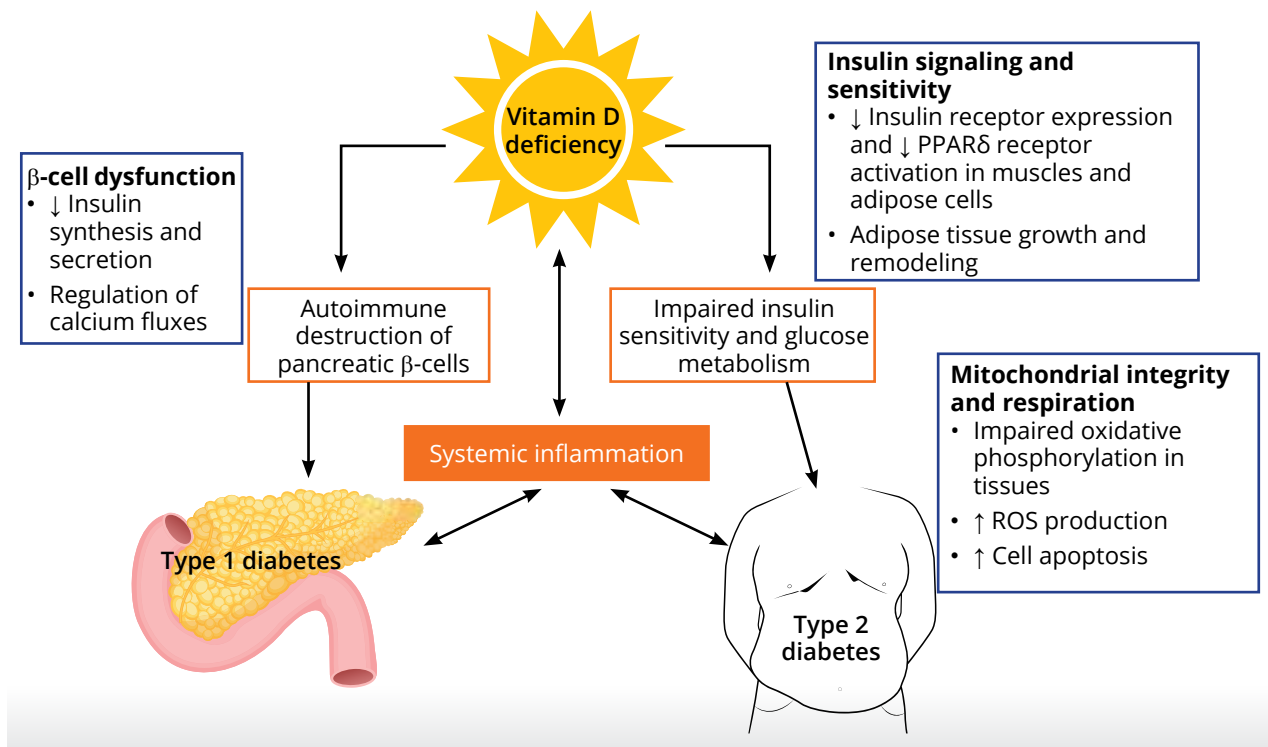 Vitamin D
deficiency
β-cell dysfunction
• ↓ Insulin
synthesis and
secretion
• Regulation of
calcium fluxes
Insulin signaling and
sensitivity
• ↓ Insulin receptor expression
and ↓ PPARδ receptor
activation in muscles and
adipose cells
• Adipose tissue growth and
remodeling
Autoimmune
destruction of
pancreatic β-cells
Impaired insulin
sensitivity and glucose
metabolism
Systemic inflammation
Mitochondrial integrity
and respiration
• Impaired oxidative
phosphorylation in
tissues
• ↑ ROS production
• ↑ Cell apoptosis
Type 1 diabetes
Type 2
diabetes